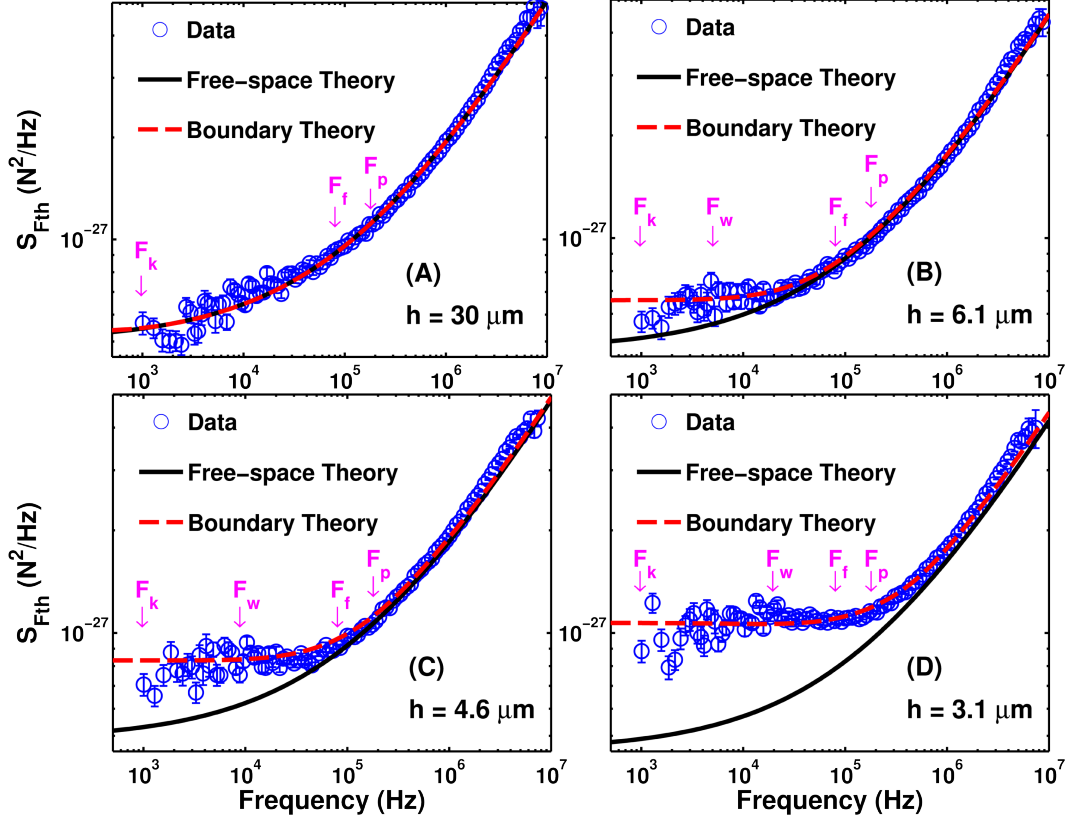 Data
Free-space Theory
Boundary Theory
S_Fth (N^2/Hz)
10^-27
F_k
F_f
F_p
(A)
h = 30 μm
10^3 10^4 10^5 10^6 10^7
Data
Free-space Theory
Boundary Theory
10^-27
F_k
F_w
F_f
F_p
(B)
h = 6.1 μm
10^3 10^4 10^5 10^6 10^7
Data
Free-space Theory
Boundary Theory
S_Fth (N^2/Hz)
10^-27
F_k
F_w
F_f
F_p
(C)
h = 4.6 μm
10^3 10^4 10^5 10^6 10^7
Frequency (Hz)
Data
Free-space Theory
Boundary Theory
10^-27
F_k
F_w
F_f
F_p
(D)
h = 3.1 μm
10^3 10^4 10^5 10^6 10^7
Frequency (Hz)